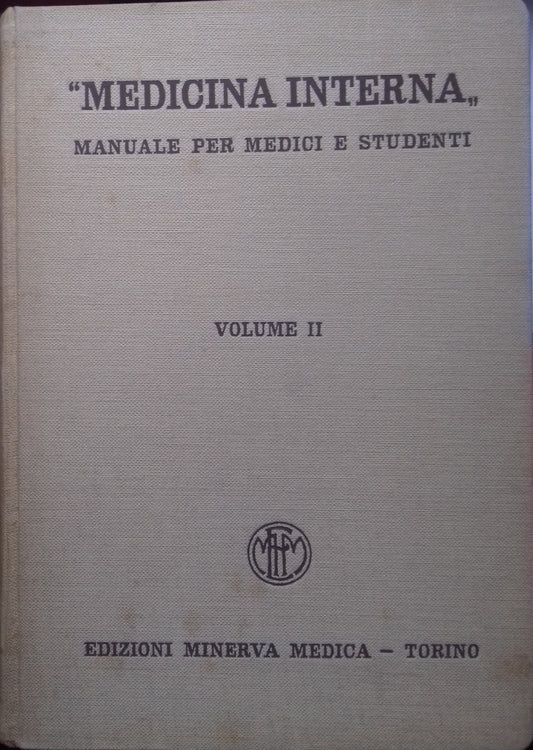 “MEDICINA INTERNA„
MANUALE PER MEDICI E STUDENTI
VOLUME II
EDIZIONI MINERVA MEDICA – TORINO